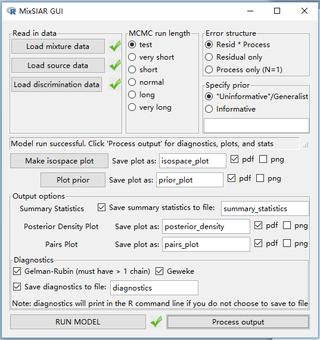 MixSIAR GUI
Read in data
Load mixture data
Load source data
Load discrimination data
MCMC run length
test
very short
short
normal
long
very long
Error structure
Resid * Process
Residual only
Process only (N=1)
Specify prior
"Uninformative"/Generalist
Informative
Model run successful. Click 'Process output' for diagnostics, plots, and stats
Make isospace plot Save plot as: isospace_plot pdf png
Plot prior Save plot as: prior_plot pdf png
Output options
Summary Statistics Save summary statistics to file: summary_statistics
Posterior Density Plot Save plot as: posterior_density pdf png
Pairs Plot Save plot as: pairs_plot pdf png
Diagnostics
Gelman-Rubin (must have > 1 chain) Geweke
Save diagnostics to file: diagnostics
Note: diagnostics will print in the R command line if you do not choose to save to file
RUN MODEL Process output